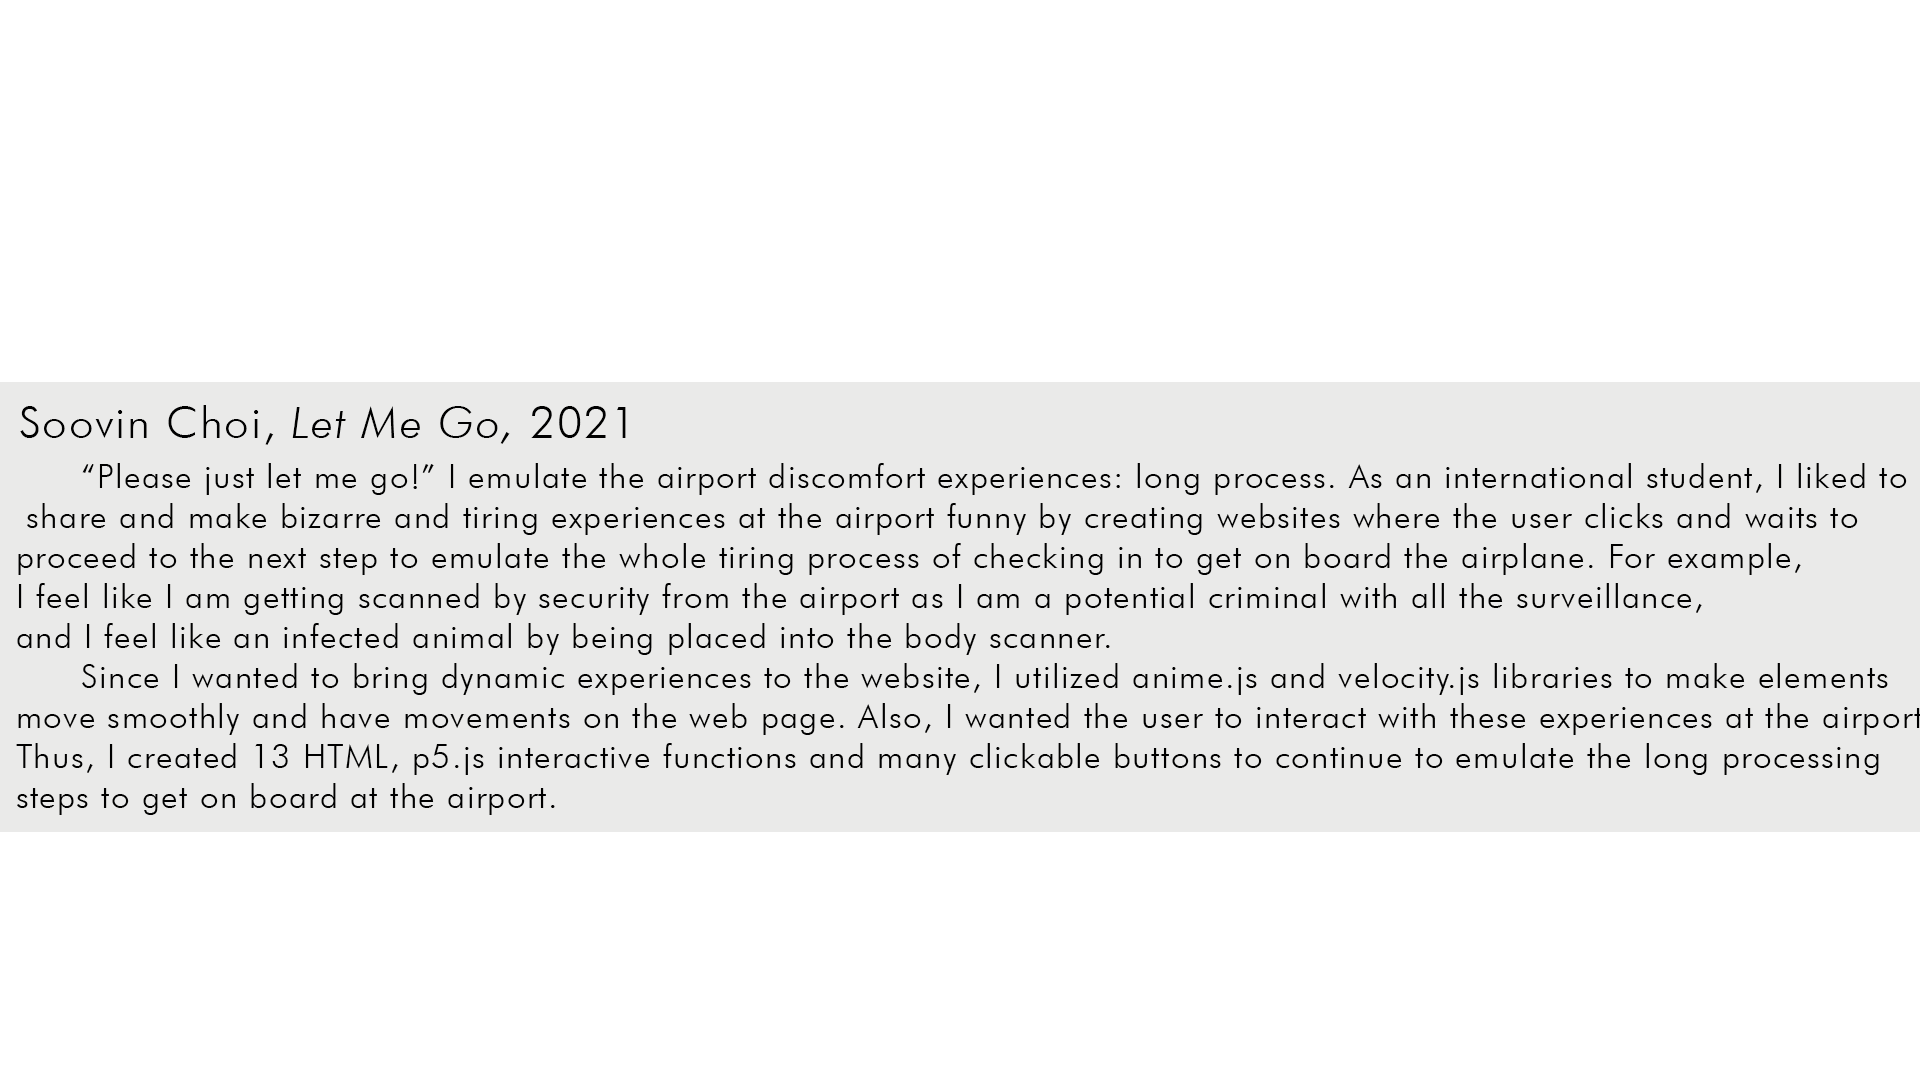 Soovin Choi, Let Me Go, 2021
“Please just let me go!” I emulate the airport discomfort experiences: long process. As an international student, I liked to
share and make bizarre and tiring experiences at the airport funny by creating websites where the user clicks and waits to
proceed to the next step to emulate the whole tiring process of checking in to get on board the airplane. For example,
I feel like I am getting scanned by security from the airport as I am a potential criminal with all the surveillance,
and I feel like an infected animal by being placed into the body scanner.
Since I wanted to bring dynamic experiences to the website, I utilized anime.js and velocity.js libraries to make elements
move smoothly and have movements on the web page. Also, I wanted the user to interact with these experiences at the airport
Thus, I created 13 HTML, p5.js interactive functions and many clickable buttons to continue to emulate the long processing
steps to get on board at the airport.